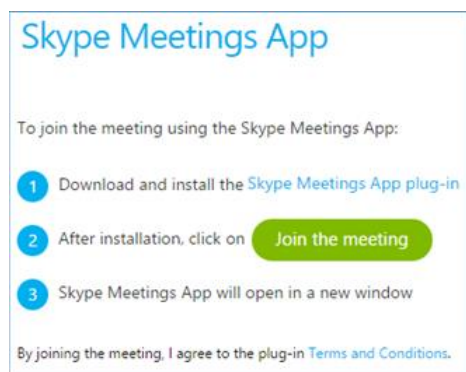 Skype Meetings App
To join the meeting using the Skype Meetings App:
1 Download and install the Skype Meetings App plug-in
2 After installation, click on Join the meeting
3 Skype Meetings App will open in a new window
By joining the meeting, I agree to the plug-in Terms and Conditions.